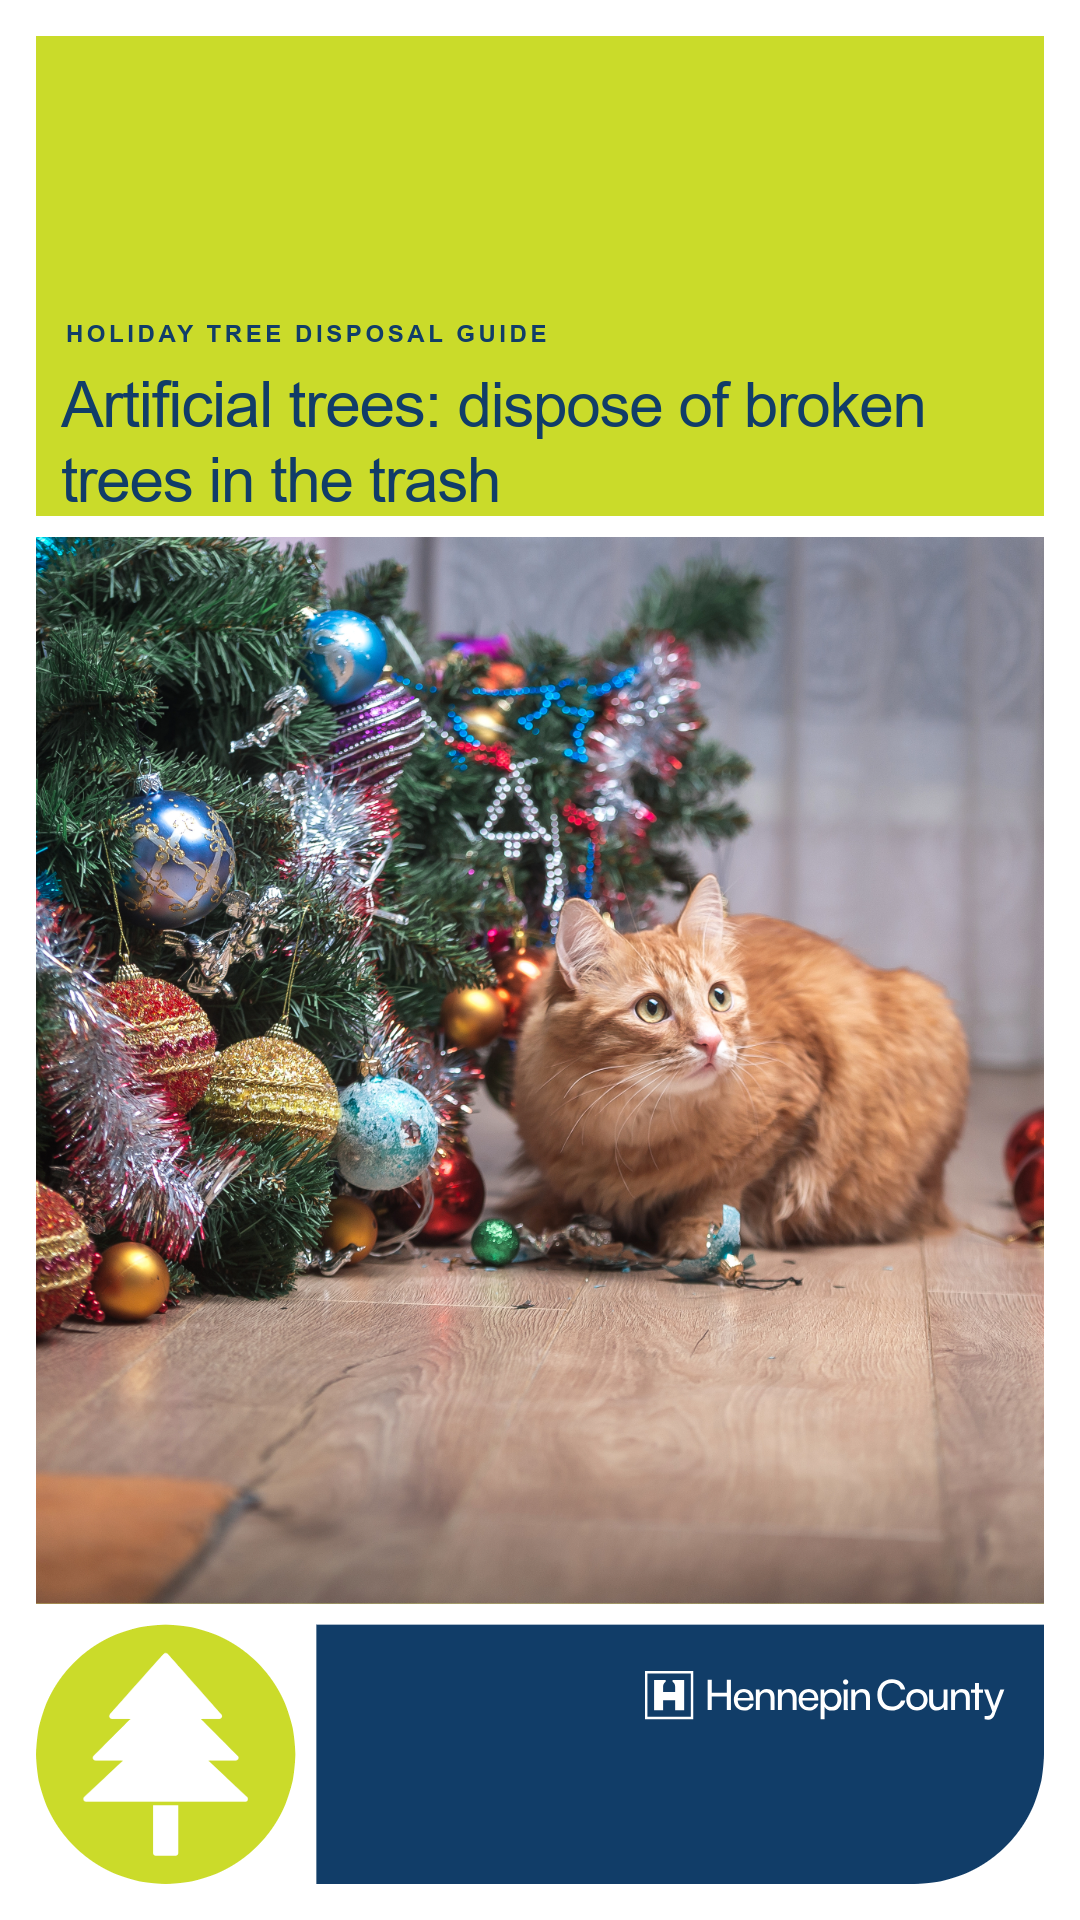 HOLIDAY TREE DISPOSAL GUIDE
Artificial trees: dispose of broken
trees in the trash
H Hennepin County